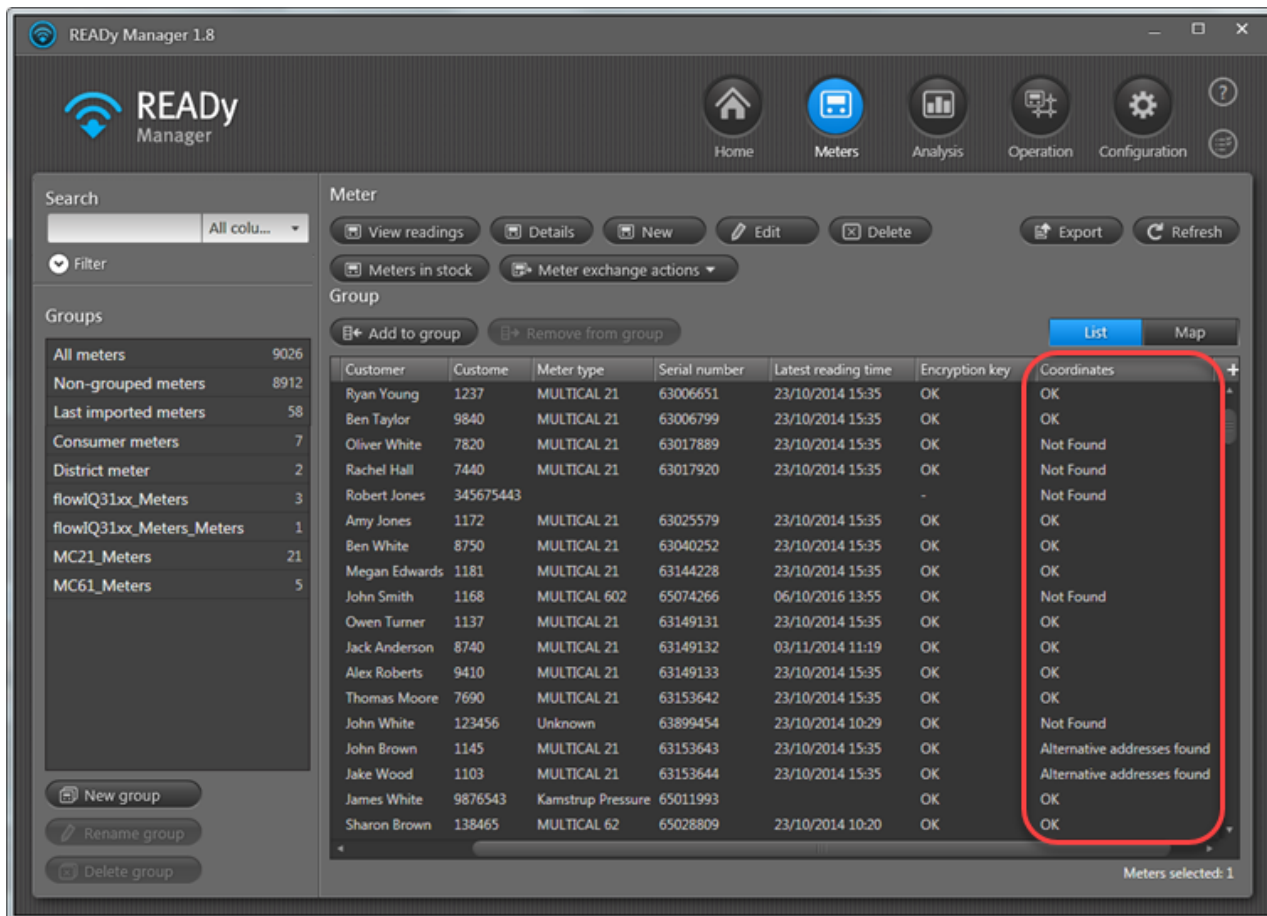 READy Manager 1.8
READy
Manager
Home Meters Analysis Operation Configuration
?
Search
All colu...
Filter
Groups
All meters 9026
Non-grouped meters 8912
Last imported meters 58
Consumer meters 7
District meter 2
flowIQ31xx_Meters 3
flowIQ31xx_Meters_Meters 1
MC21_Meters 21
MC61_Meters 5
New group
Rename group
Delete group
Meter
View readings Details New Edit Delete Export Refresh
Meters in stock Meter exchange actions
Group
Add to group Remove from group List Map
Customer Custome Meter type Serial number Latest reading time Encryption key Coordinates +
Ryan Young 1237 MULTICAL 21 63006651 23/10/2014 15:35 OK OK
Ben Taylor 9840 MULTICAL 21 63006799 23/10/2014 15:35 OK OK
Oliver White 7820 MULTICAL 21 63017889 23/10/2014 15:35 OK Not Found
Rachel Hall 7440 MULTICAL 21 63017920 23/10/2014 15:35 OK Not Found
Robert Jones 345675443 - Not Found
Amy Jones 1172 MULTICAL 21 63025579 23/10/2014 15:35 OK OK
Ben White 8750 MULTICAL 21 63040252 23/10/2014 15:35 OK OK
Megan Edwards 1181 MULTICAL 21 63144228 23/10/2014 15:35 OK OK
John Smith 1168 MULTICAL 602 65074266 06/10/2016 13:55 OK Not Found
Owen Turner 1137 MULTICAL 21 63149131 23/10/2014 15:35 OK OK
Jack Anderson 8740 MULTICAL 21 63149132 03/11/2014 11:19 OK OK
Alex Roberts 9410 MULTICAL 21 63149133 23/10/2014 15:35 OK OK
Thomas Moore 7690 MULTICAL 21 63153642 23/10/2014 15:35 OK OK
John White 123456 Unknown 63899454 23/10/2014 10:29 OK Not Found
John Brown 1145 MULTICAL 21 63153643 23/10/2014 15:35 OK Alternative addresses found
Jake Wood 1103 MULTICAL 21 63153644 23/10/2014 15:35 OK Alternative addresses found
James White 9876543 Kamstrup Pressure 65011993 OK OK
Sharon Brown 138465 MULTICAL 62 65028809 23/10/2014 10:20 OK OK
Meters selected: 1